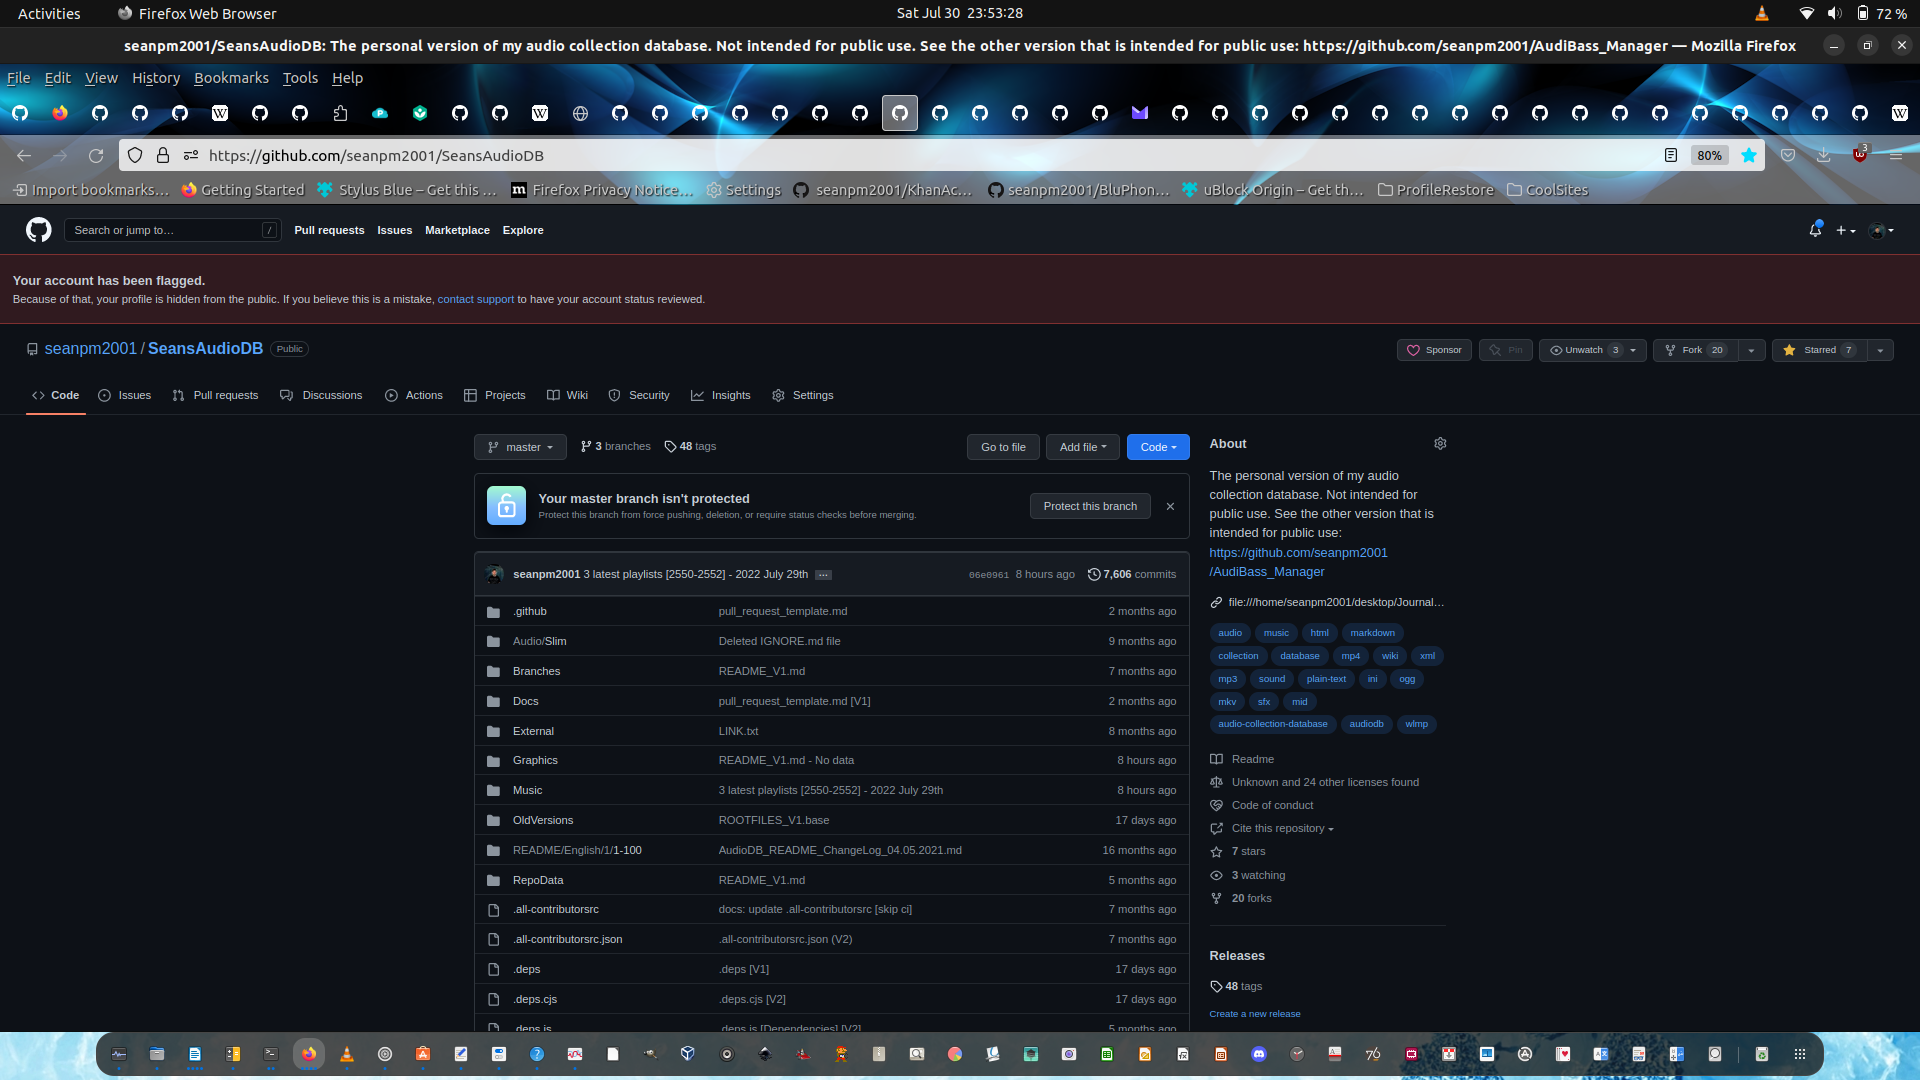 Activities
Firefox Web Browser
Sat Jul 30 23:53:28
72 %
seanpm2001/SeansAudioDB: The personal version of my audio collection database. Not intended for public use. See the other version that is intended for public use: https://github.com/seanpm2001/AudiBass_Manager — Mozilla Firefox
File Edit View History Bookmarks Tools Help
https://github.com/seanpm2001/SeansAudioDB
80%
3
Import bookmarks…
Getting Started
Stylus Blue – Get this …
Firefox Privacy Notice…
Settings
seanpm2001/KhanAc…
seanpm2001/BluPhon…
uBlock Origin – Get th…
ProfileRestore
CoolSites
Search or jump to…
/
Pull requests Issues Marketplace Explore
Your account has been flagged.
Because of that, your profile is hidden from the public. If you believe this is a mistake, contact support to have your account status reviewed.
seanpm2001 / SeansAudioDB Public
Sponsor
Pin
Unwatch 3
Fork 20
Starred 7
Code
Issues
Pull requests
Discussions
Actions
Projects
Wiki
Security
Insights
Settings
master
3 branches
48 tags
Go to file
Add file
Code
Your master branch isn't protected
Protect this branch from force pushing, deletion, or require status checks before merging.
Protect this branch
seanpm2001 3 latest playlists [2550-2552] - 2022 July 29th … 06e0961 8 hours ago 7,606 commits
.github pull_request_template.md 2 months ago
Audio/Slim Deleted IGNORE.md file 9 months ago
Branches README_V1.md 7 months ago
Docs pull_request_template.md [V1] 2 months ago
External LINK.txt 8 months ago
Graphics README_V1.md - No data 8 hours ago
Music 3 latest playlists [2550-2552] - 2022 July 29th 8 hours ago
OldVersions ROOTFILES_V1.base 17 days ago
README/English/1/1-100 AudioDB_README_ChangeLog_04.05.2021.md 16 months ago
RepoData README_V1.md 5 months ago
.all-contributorsrc docs: update .all-contributorsrc [skip ci] 7 months ago
.all-contributorsrc.json .all-contributorsrc.json (V2) 7 months ago
.deps .deps [V1] 17 days ago
.deps.cjs .deps.cjs [V2] 17 days ago
.deps.js .deps.js [Dependencies] [V2] 5 months ago
About
The personal version of my audio
collection database. Not intended for
public use. See the other version that is
intended for public use:
https://github.com/seanpm2001
/AudiBass_Manager
file:///home/seanpm2001/desktop/Journal…
audio music html markdown
collection database mp4 wiki xml
mp3 sound plain-text ini ogg
mkv sfx mid
audio-collection-database audiodb wlmp
Readme
Unknown and 24 other licenses found
Code of conduct
Cite this repository
7 stars
3 watching
20 forks
Releases
48 tags
Create a new release